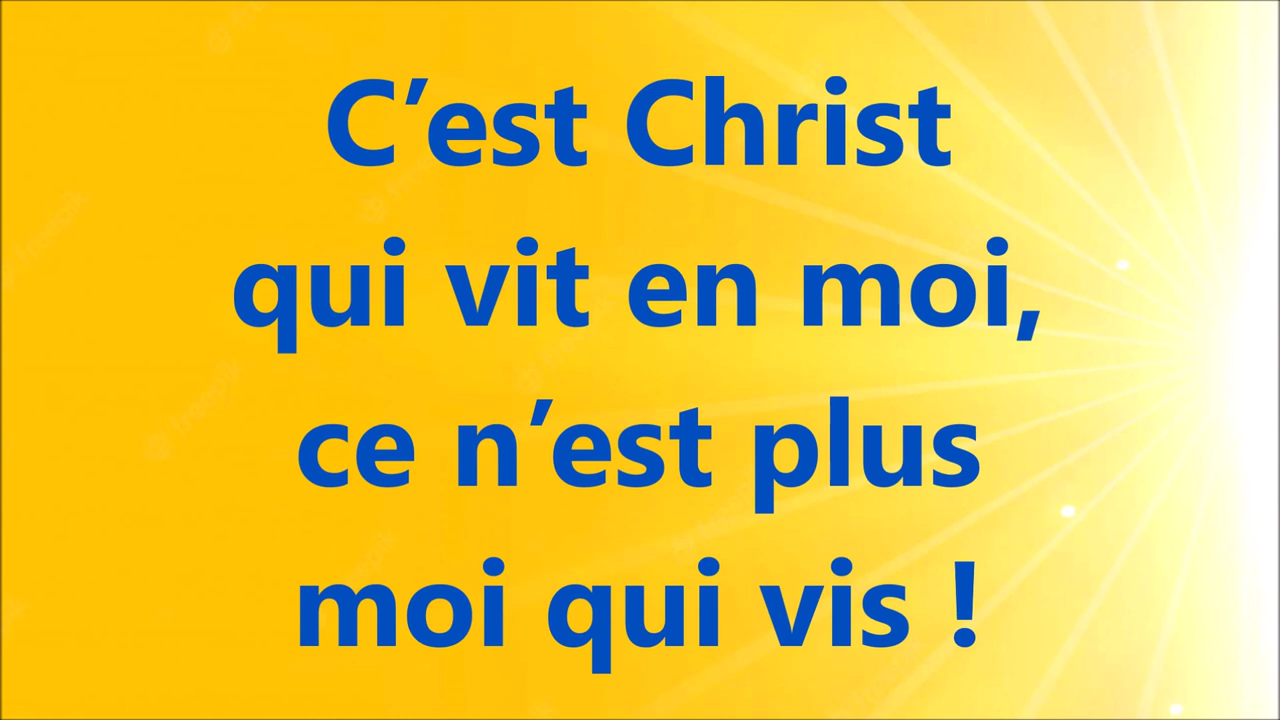 C’est Christ
qui vit en moi,
ce n’est plus
moi qui vis !